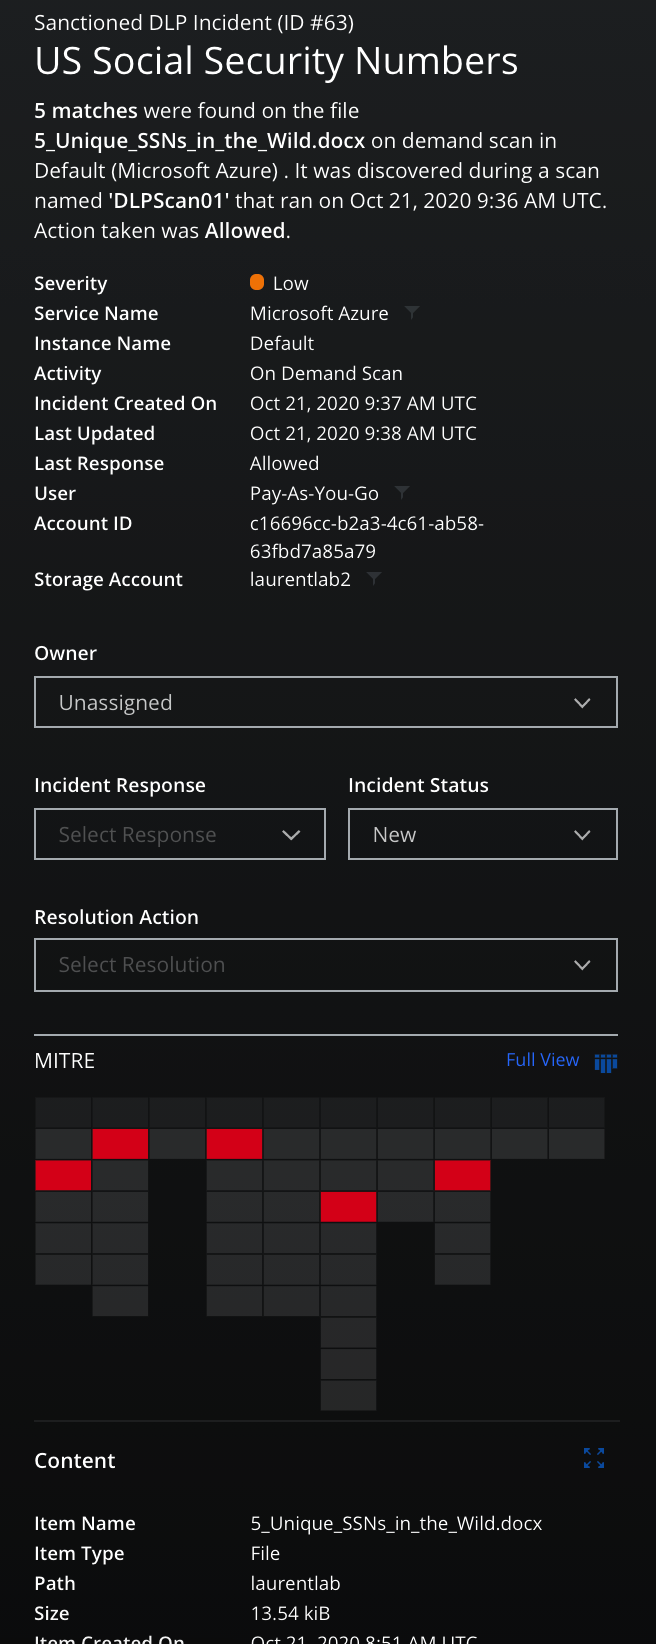 Sanctioned DLP Incident (ID #63)
US Social Security Numbers
5 matches were found on the file
5_Unique_SSNs_in_the_Wild.docx on demand scan in
Default (Microsoft Azure) . It was discovered during a scan
named 'DLPScan01' that ran on Oct 21, 2020 9:36 AM UTC.
Action taken was Allowed.
Severity Low
Service Name Microsoft Azure
Instance Name Default
Activity On Demand Scan
Incident Created On Oct 21, 2020 9:37 AM UTC
Last Updated Oct 21, 2020 9:38 AM UTC
Last Response Allowed
User Pay-As-You-Go
Account ID c16696cc-b2a3-4c61-ab58-
63fbd7a85a79
Storage Account laurentlab2
Owner
Unassigned
Incident Response Incident Status
Select Response New
Resolution Action
Select Resolution
MITRE Full View
Content
Item Name 5_Unique_SSNs_in_the_Wild.docx
Item Type File
Path laurentlab
Size 13.54 kiB
Item Created On Oct 21, 2020 8:51 AM UTC